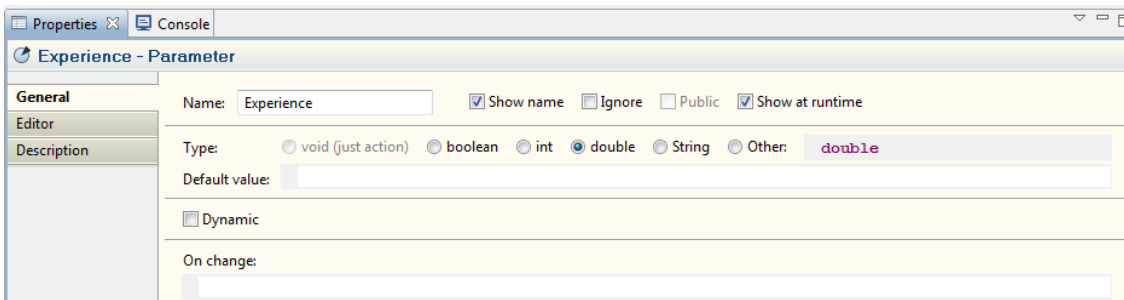 Properties Console
Experience - Parameter
General
Name: Experience Show name Ignore Public Show at runtime
Editor
Description
Type: void (just action) boolean int double String Other: double
Default value:
Dynamic
On change: